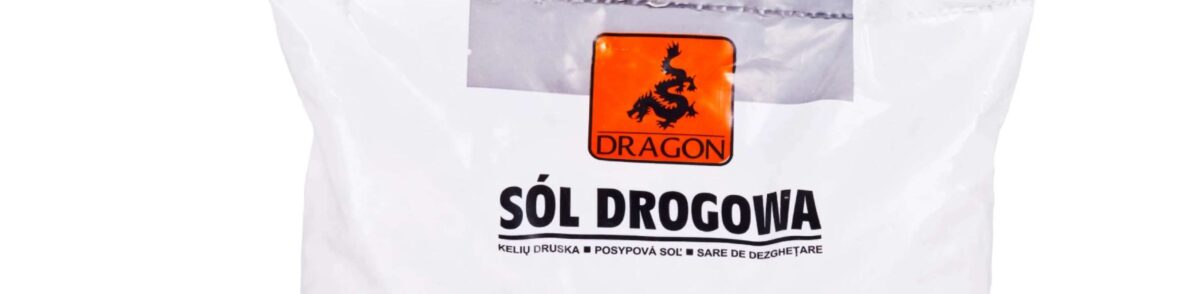 DRAGON
SÓL DROGOWA
KELIŲ DRUSKA ■ POSYPOVÁ SOĽ ■ SARE DE DEZGHEȚARE